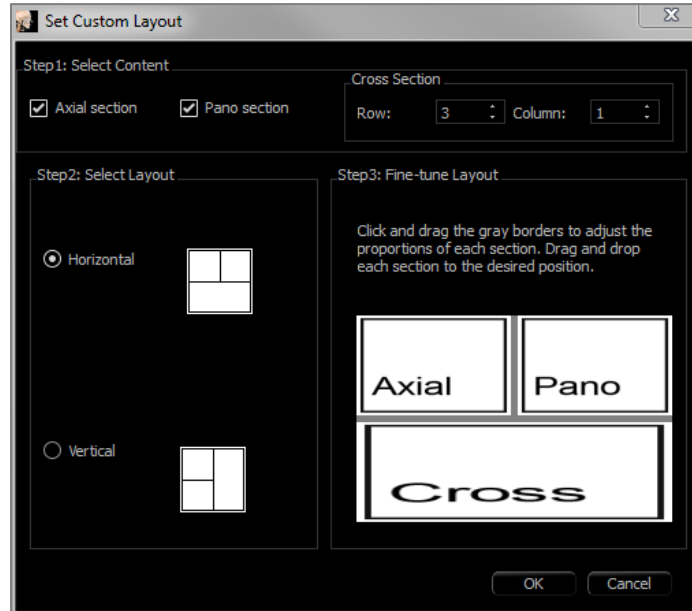 Set Custom Layout
Step1: Select Content
Axial section
Pano section
Cross Section
Row: 3 Column: 1
Step2: Select Layout
Horizontal
Vertical
Step3: Fine-tune Layout
Click and drag the gray borders to adjust the
proportions of each section. Drag and drop
each section to the desired position.
Axial
Pano
Cross
OK
Cancel